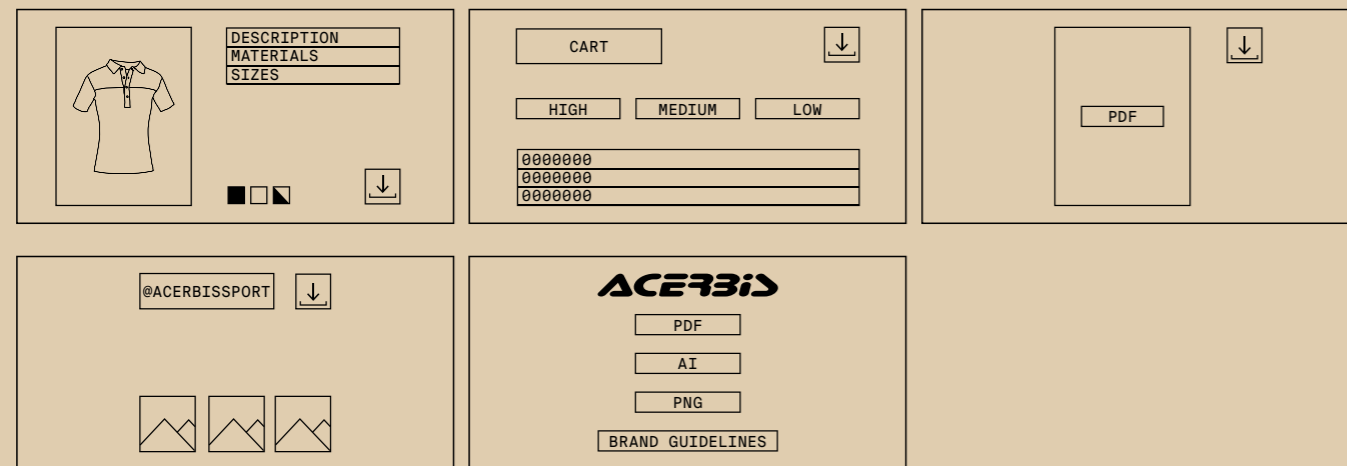 DESCRIPTION
MATERIALS
SIZES
CART
HIGH MEDIUM LOW
0000000
0000000
0000000
PDF
@ACERBISSPORT
ACERBIS
PDF
AI
PNG
BRAND GUIDELINES